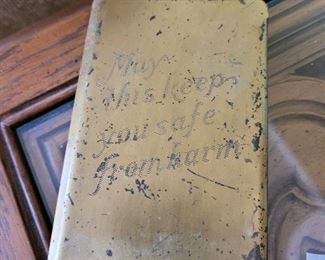 May
this keep
you safe
from harm